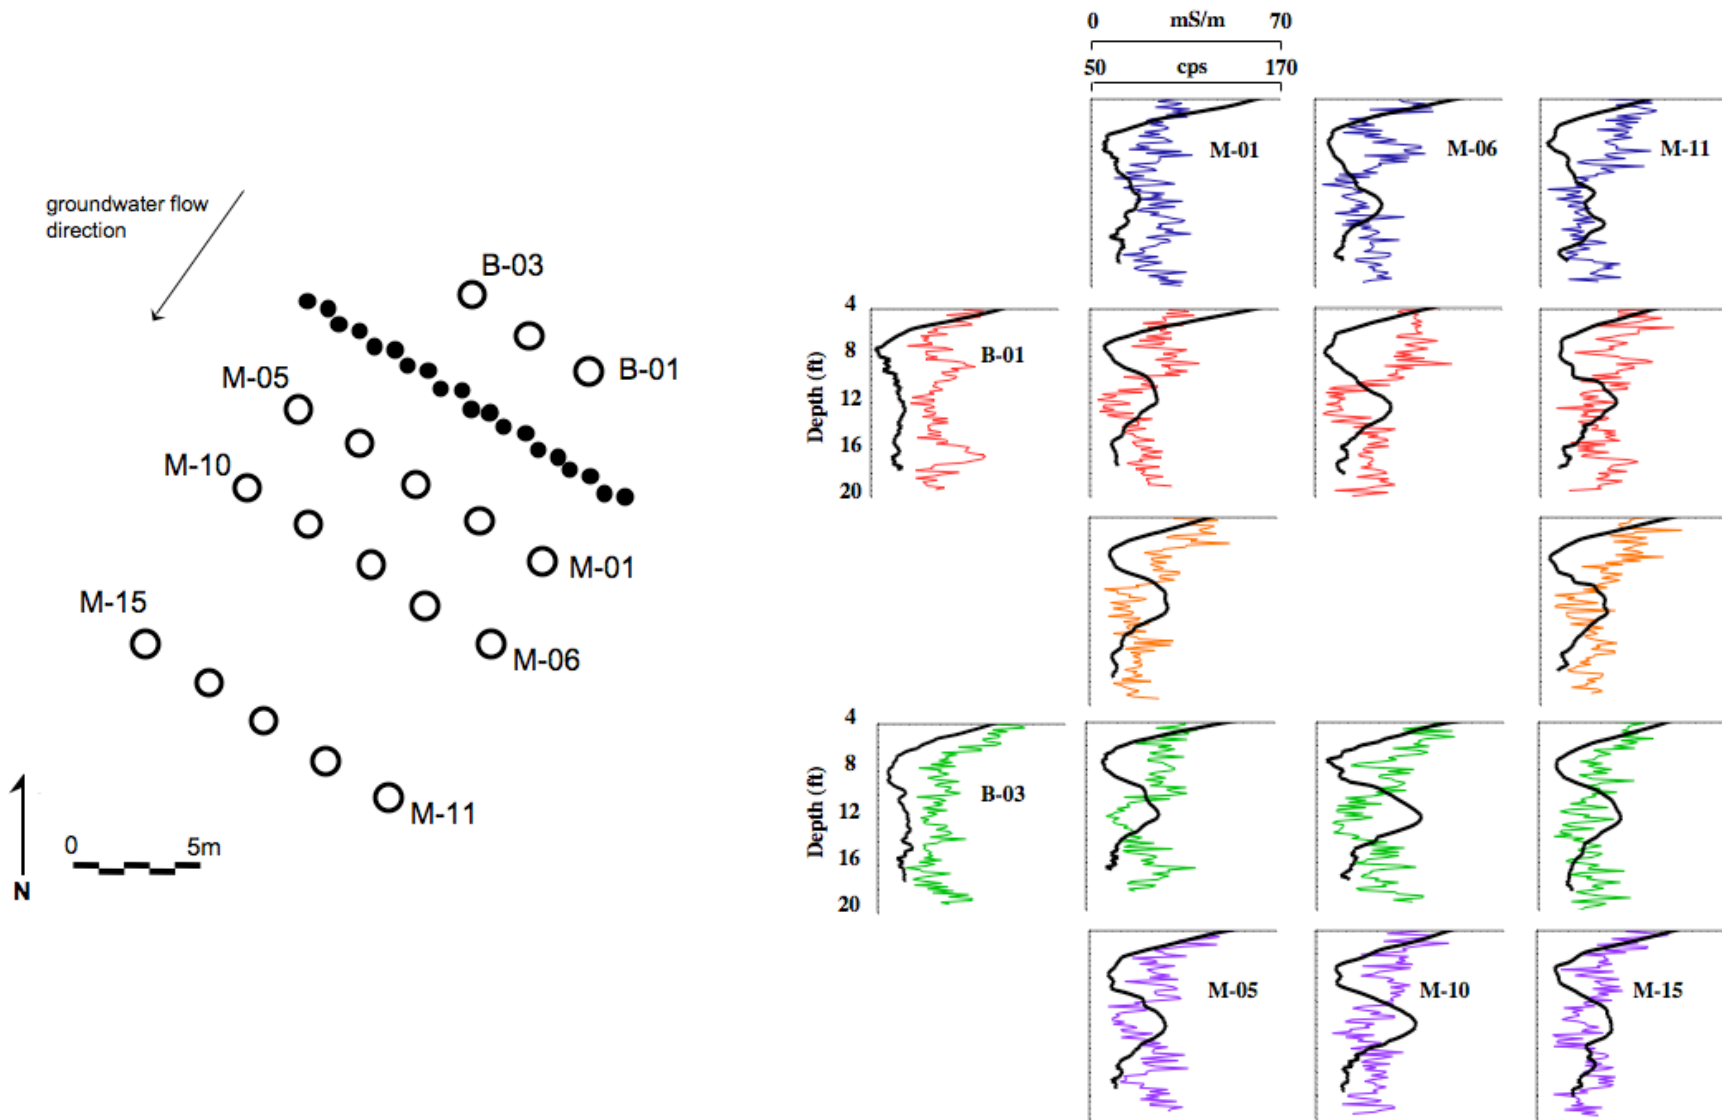 groundwater flow
direction
B-03
B-01
M-05
M-10
M-01
M-15
M-06
M-11
0 5m
N
0 mS/m 70
50 cps 170
M-01 M-06 M-11
4
8
12
16
20
Depth (ft)
B-01
4
8
12
16
20
Depth (ft)
B-03
M-05 M-10 M-15